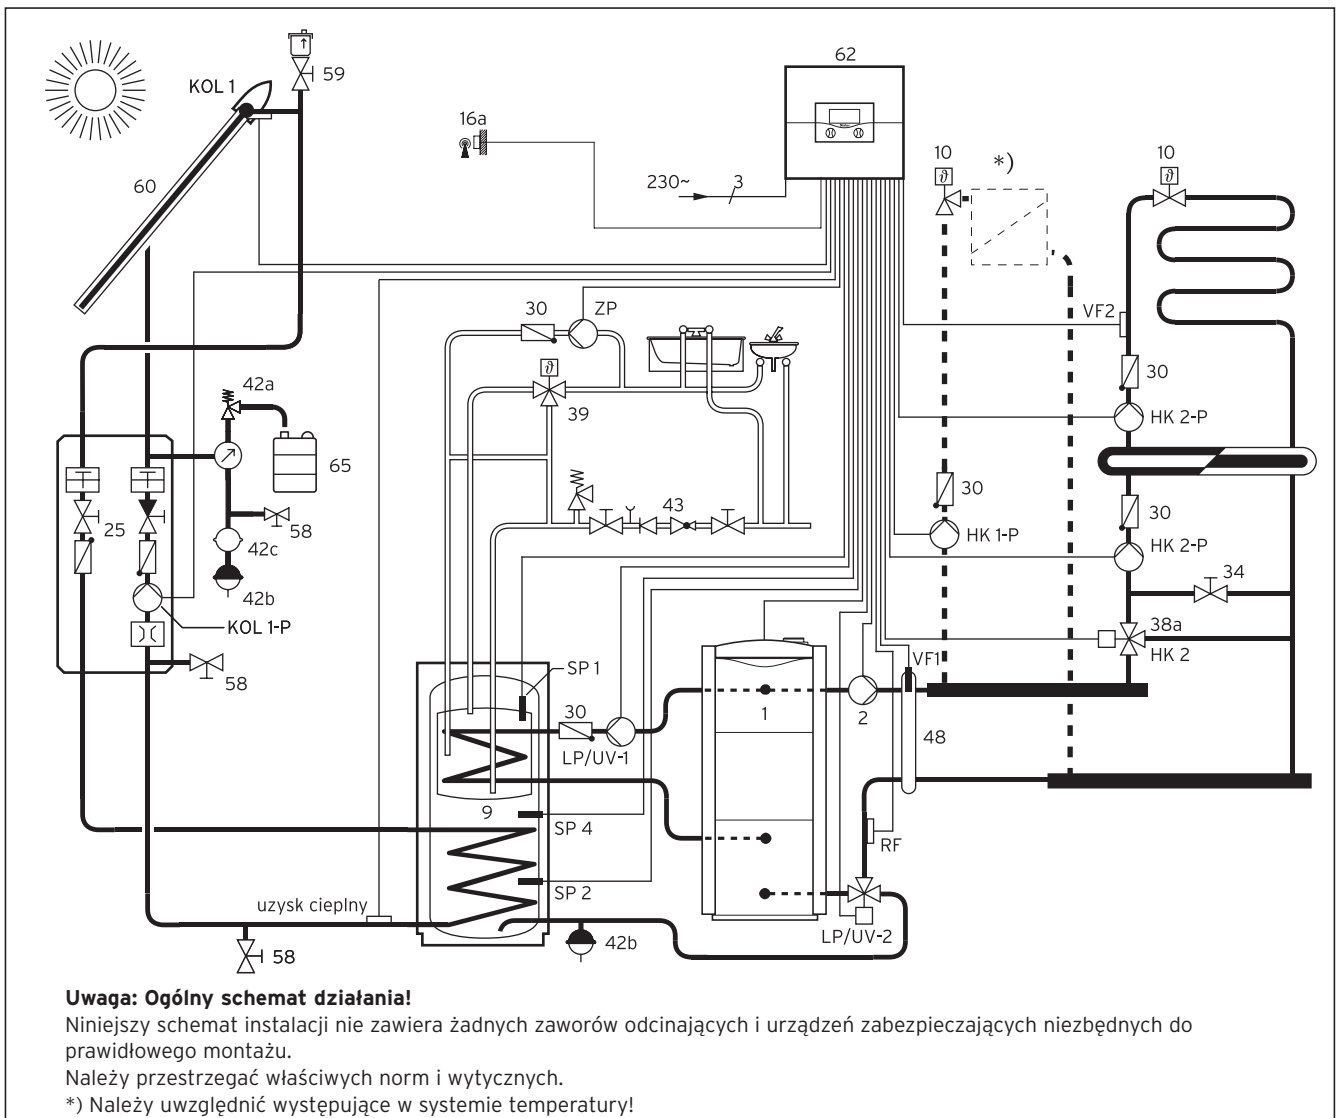 62
59
KOL 1
16a
10
*)
10
ϑ
ϑ
60
230~
3
30
ZP
VF2
ϑ
30
42a
39
HK 2-P
65
43
30
30
25
58
HK 1-P
HK 2-P
42c
34
42b
38a
KOL 1-P
HK 2
SP 1
VF1
58
30
1
2
48
LP/UV-1
9
SP 4
RF
SP 2
uzysk cieplny
LP/UV-2
42b
58
Uwaga: Ogólny schemat działania!
Niniejszy schemat instalacji nie zawiera żadnych zaworów odcinających i urządzeń zabezpieczających niezbędnych do
prawidłowego montażu.
Należy przestrzegać właściwych norm i wytycznych.
*) Należy uwzględnić występujące w systemie temperatury!